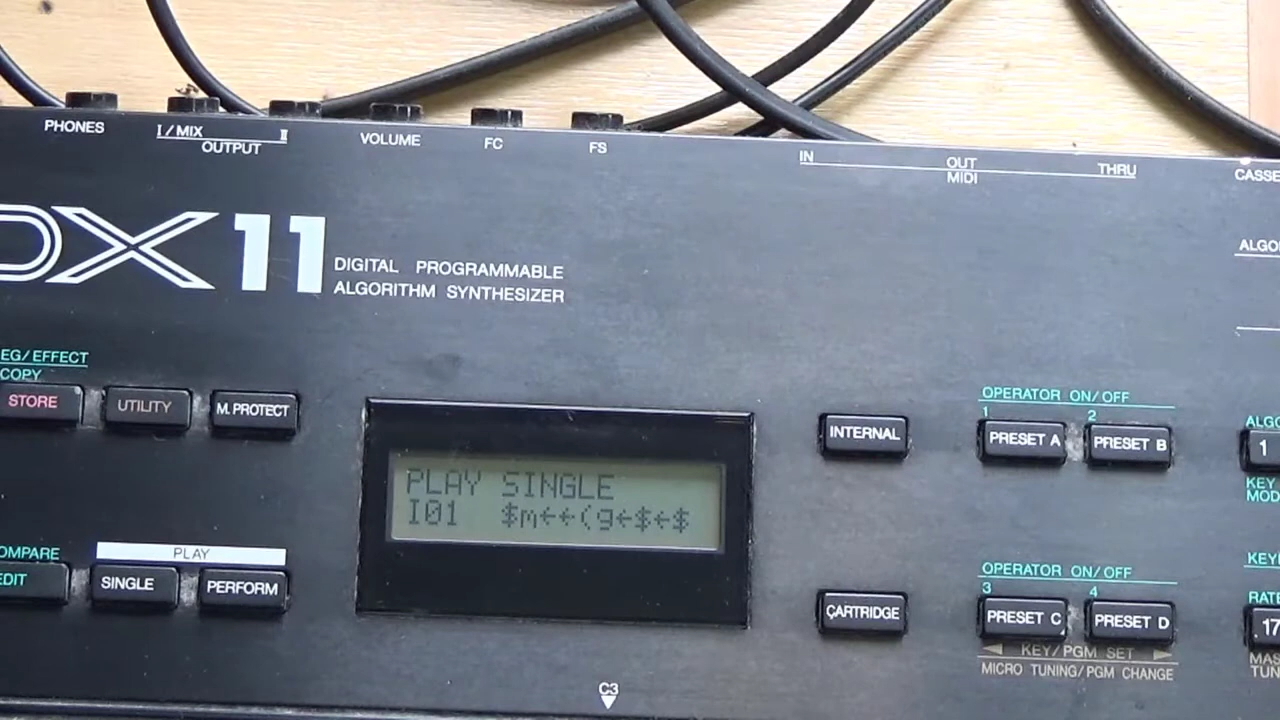 PHONES
I / MIX II
OUTPUT
VOLUME
FC
FS
IN OUT THRU
MIDI
DX11
DIGITAL PROGRAMMABLE
ALGORITHM SYNTHESIZER
EG/EFFECT
COPY
STORE
UTILITY
M. PROTECT
PLAY SINGLE
I01 $m←←(g←$←$
INTERNAL
OPERATOR ON/OFF
1 2
PRESET A
PRESET B
1
KEY
PLAY
EDIT
SINGLE
PERFORM
CARTRIDGE
OPERATOR ON/OFF
3 4
PRESET C
PRESET D
KEY/PGM SET
MICRO TUNING/PGM CHANGE
17
C3